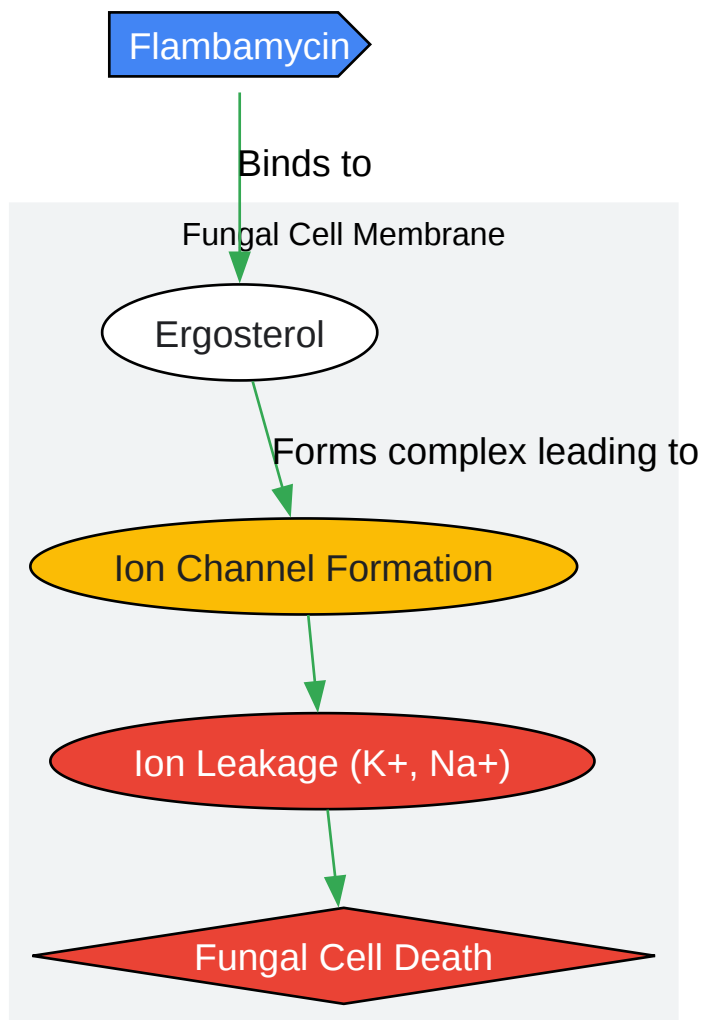 Flambamycin
Binds to
Fungal Cell Membrane
Ergosterol
Forms complex leading to
Ion Channel Formation
Ion Leakage (K+, Na+)
Fungal Cell Death